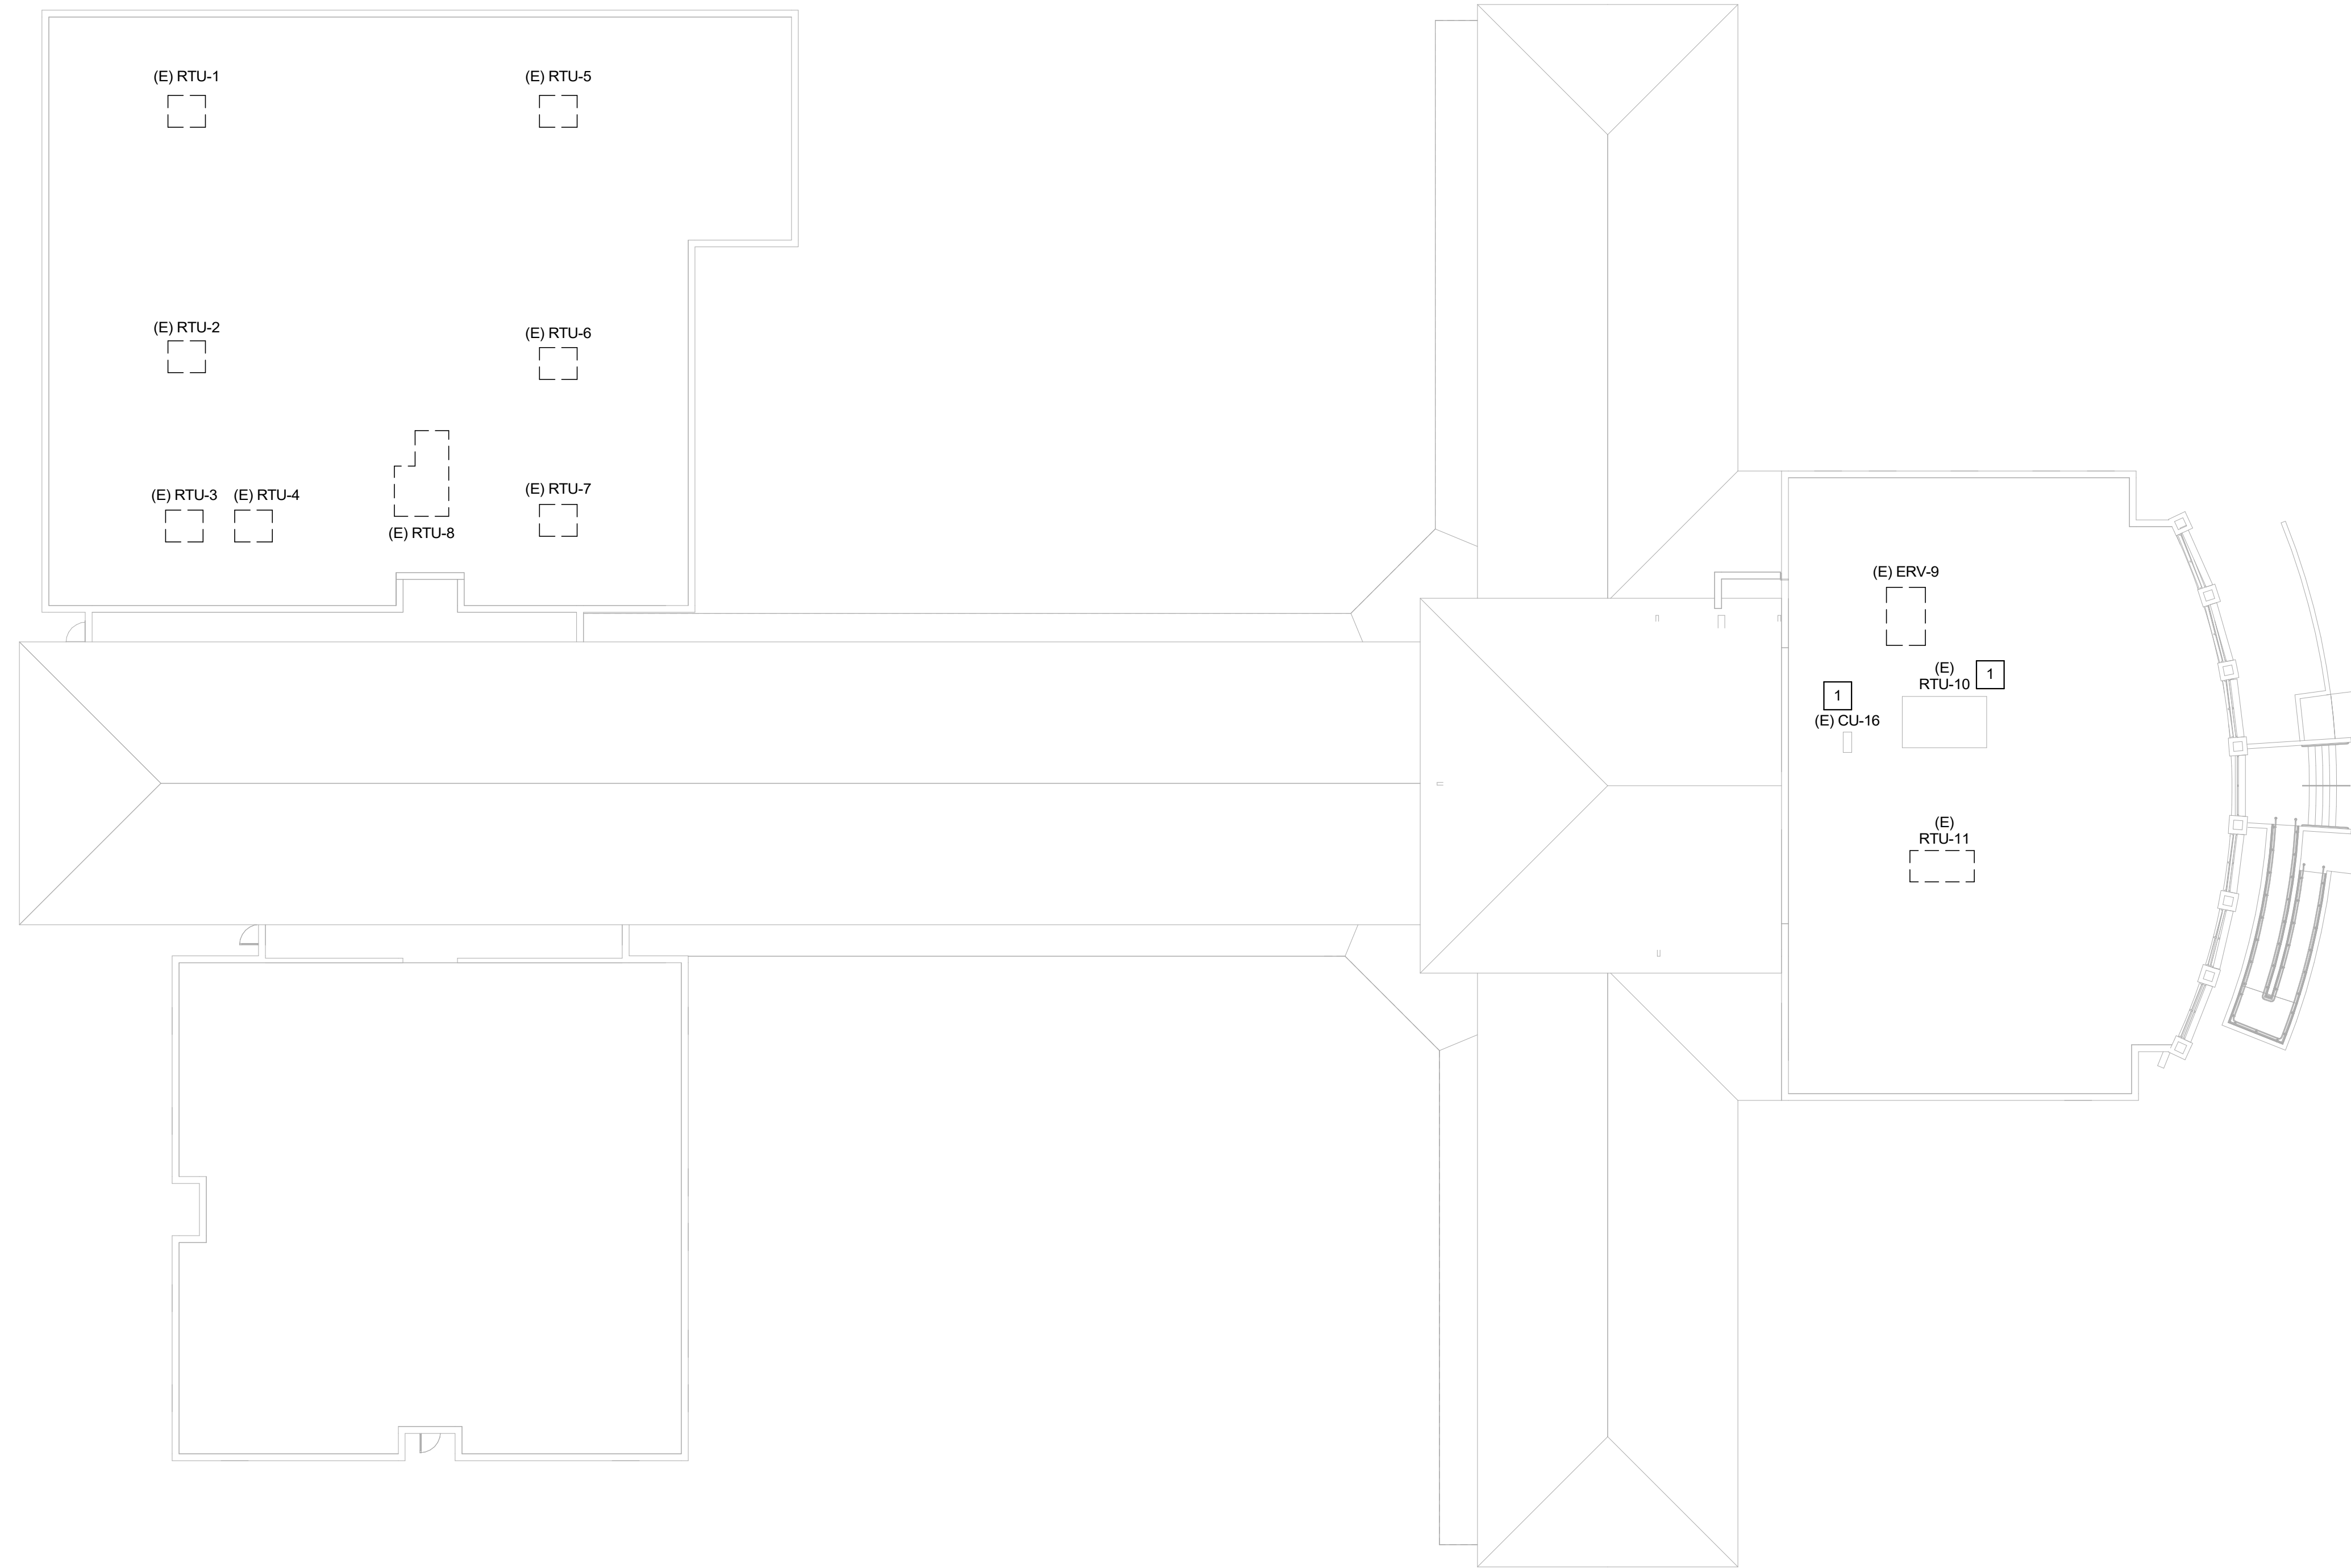 (E) RTU-1
(E) RTU-5
(E) RTU-2
(E) RTU-6
(E) RTU-3
(E) RTU-4
(E) RTU-7
(E) RTU-8
(E) ERV-9
(E)
RTU-10
1
1
(E) CU-16
(E)
RTU-11